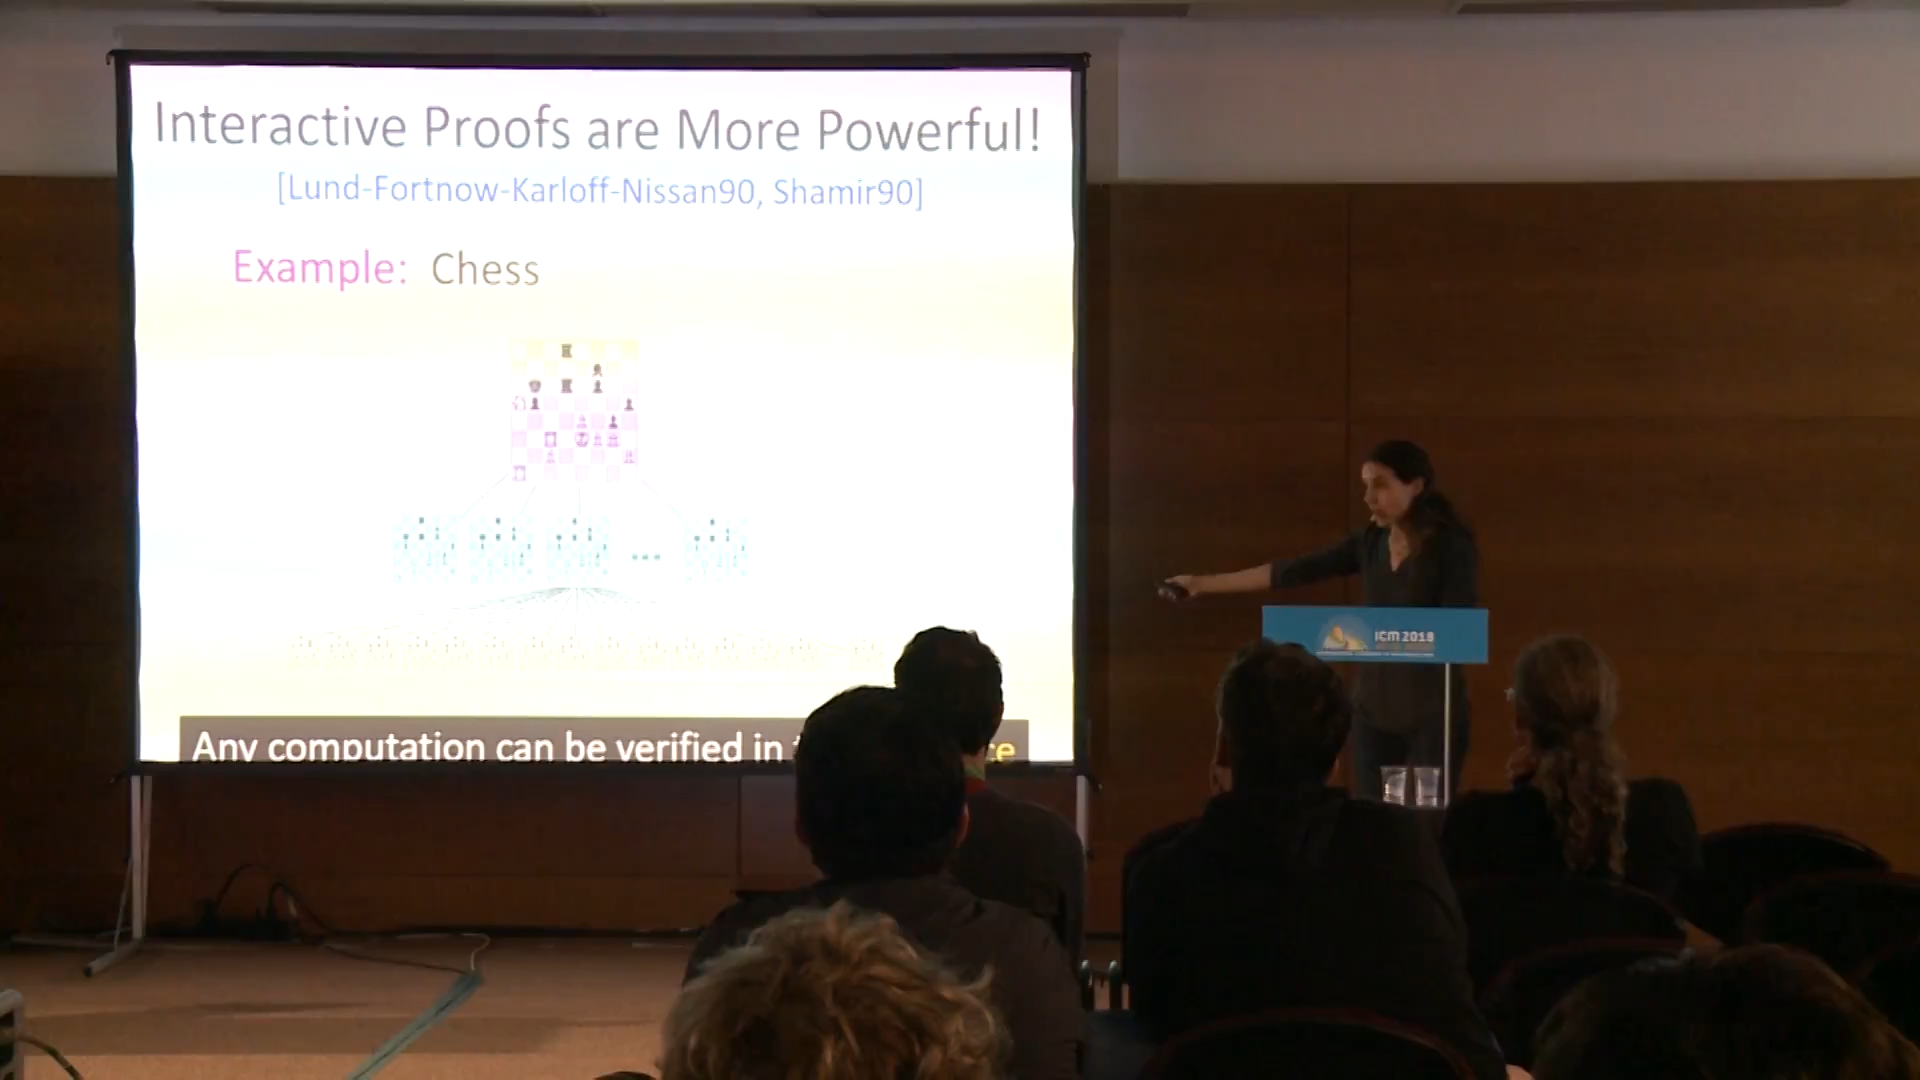 Interactive Proofs are More Powerful!
[Lund-Fortnow-Karloff-Nissan90, Shamir90]
Example: Chess
...
Any computation can be verified in
ICM 2018